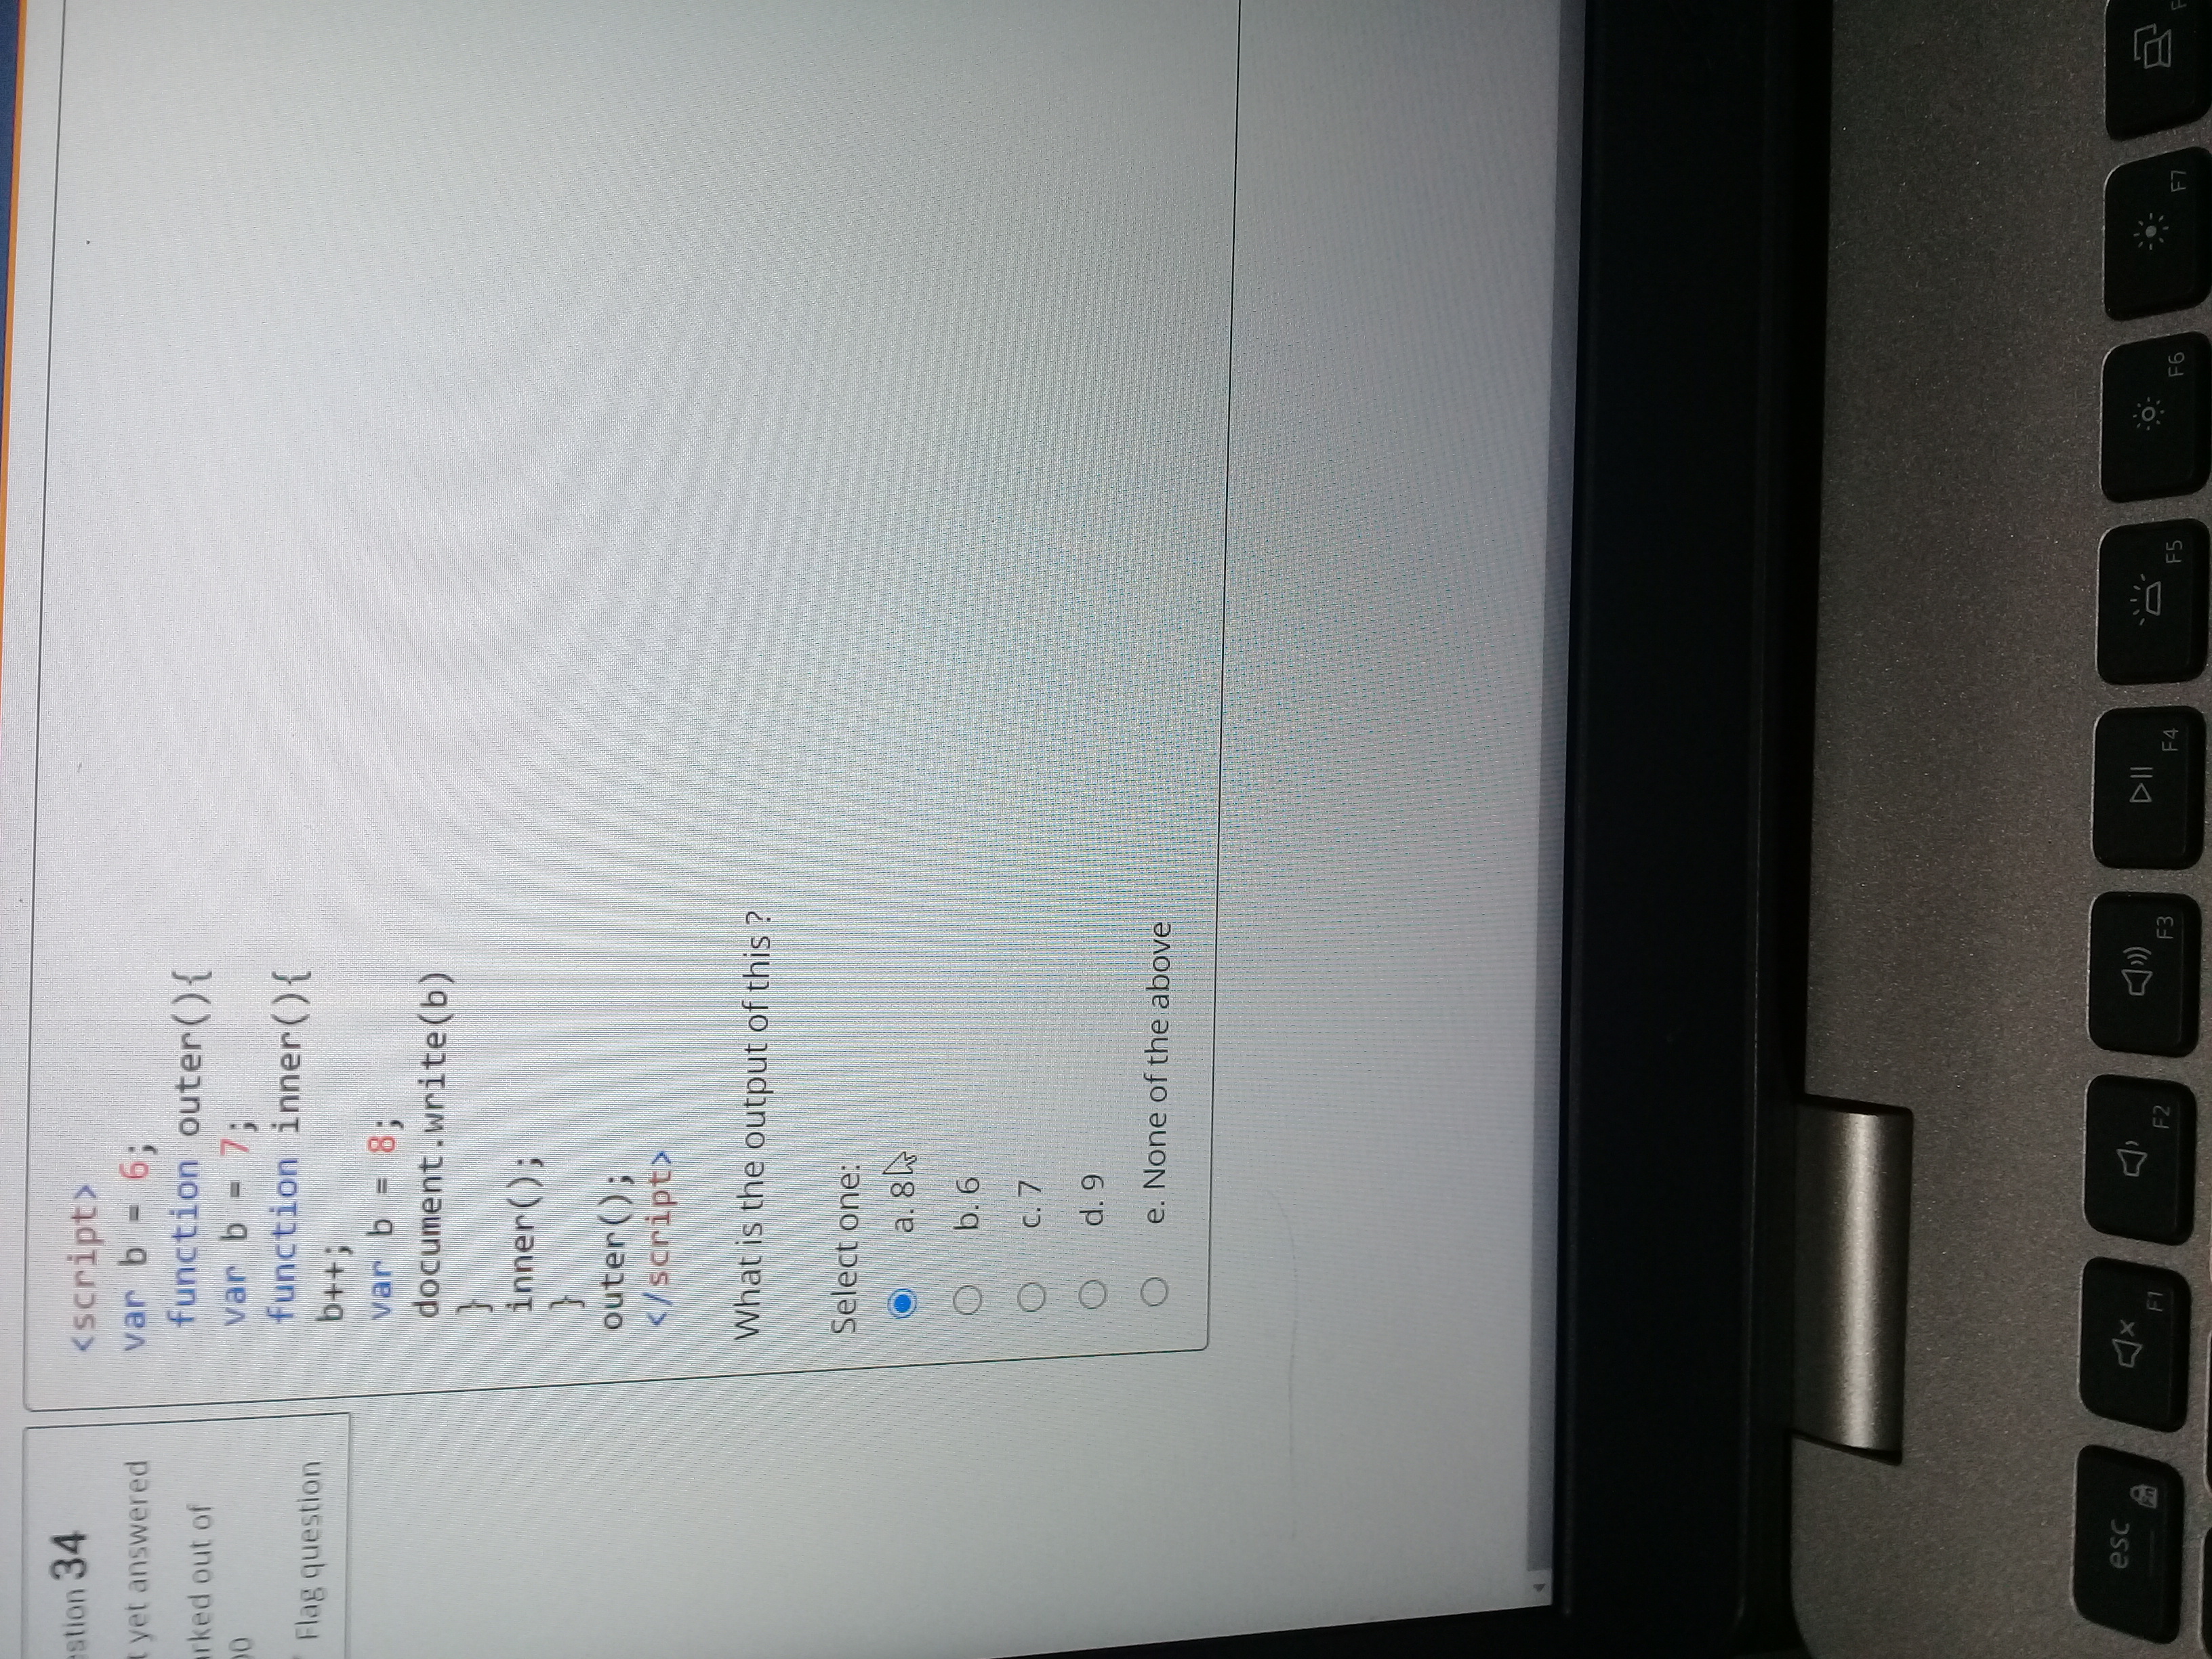 estion 34
t yet answered
arked out of
00
Flag question
<script>
var b = 6;
function outer(){
var b = 7;
function inner(){
b++;
var b = 8;
document.write(b)
}
inner();
}
outer();
</script>
What is the output of this ?
Select one:
a. 8
b. 6
c. 7
d. 9
e. None of the above
esc
Fn
F1
F2
F3
F4
F5
F6
F7
F